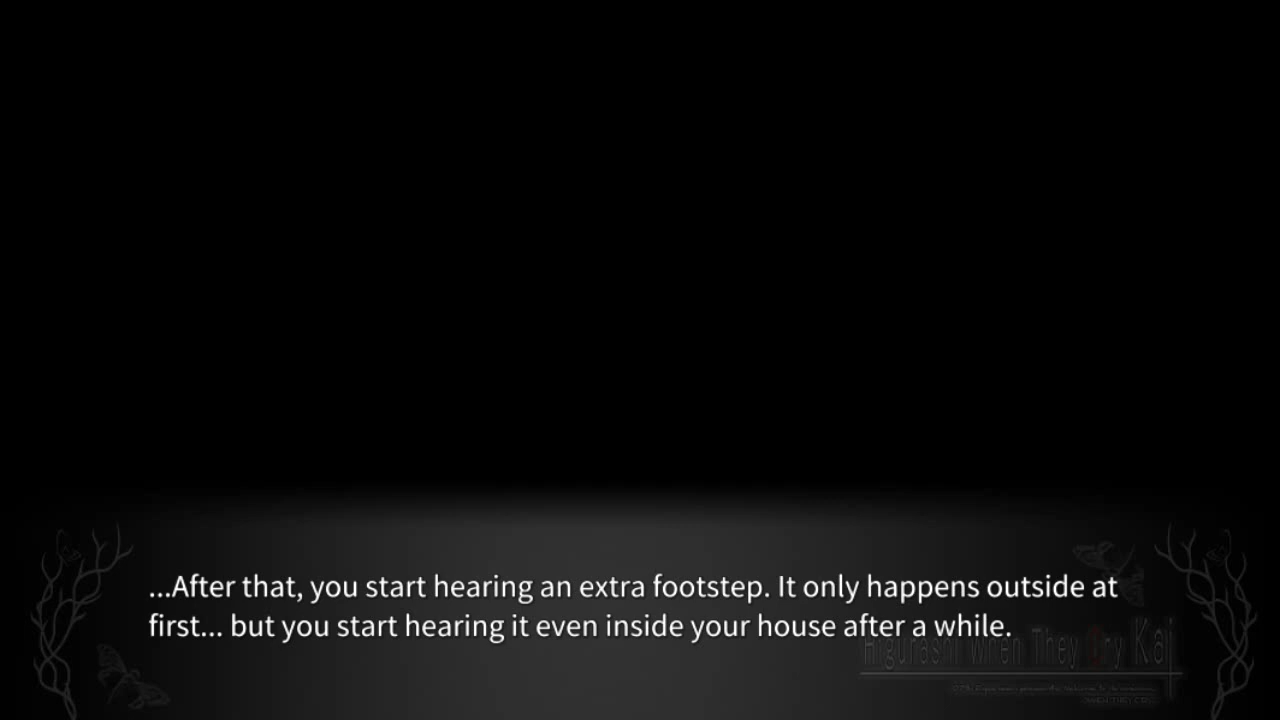 ...After that, you start hearing an extra footstep. It only happens outside at
first... but you start hearing it even inside your house after a while.
Higurashi When They Cry Kai